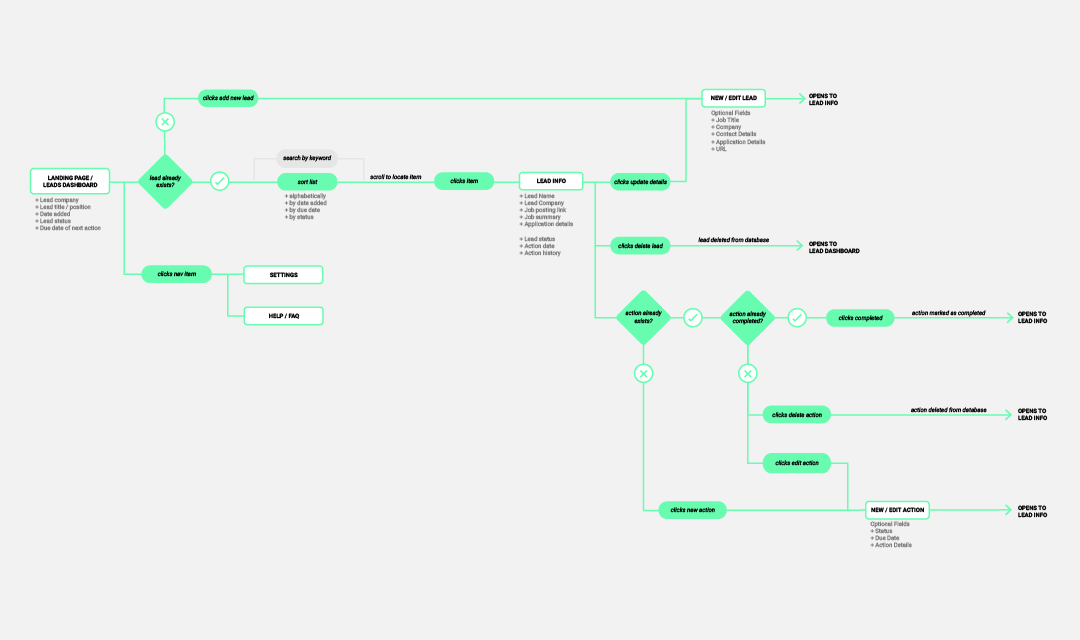 clicks add new lead
NEW / EDIT LEAD
OPENS TO
LEAD INFO
Optional Fields
+ Job Title
+ Company
+ Contact Details
+ Application Details
+ URL
search by keyword
LANDING PAGE /
LEADS DASHBOARD
+ Lead company
+ Lead title / position
+ Date added
+ Lead status
+ Due date of next action
lead already
exists?
sort list
+ alphabetically
+ by date added
+ by due date
+ by status
scroll to locate item
clicks item
LEAD INFO
+ Lead Name
+ Lead Company
+ Job posting link
+ Job summary
+ Application details
+ Lead status
+ Action date
+ Action history
clicks update details
clicks delete lead
lead deleted from database
OPENS TO
LEAD DASHBOARD
clicks nav item
SETTINGS
HELP / FAQ
action already
exists?
action already
completed?
clicks completed
action marked as completed
OPENS TO
LEAD INFO
clicks delete action
action deleted from database
OPENS TO
LEAD INFO
clicks edit action
clicks new action
NEW / EDIT ACTION
OPENS TO
LEAD INFO
Optional Fields
+ Status
+ Due Date
+ Action Details